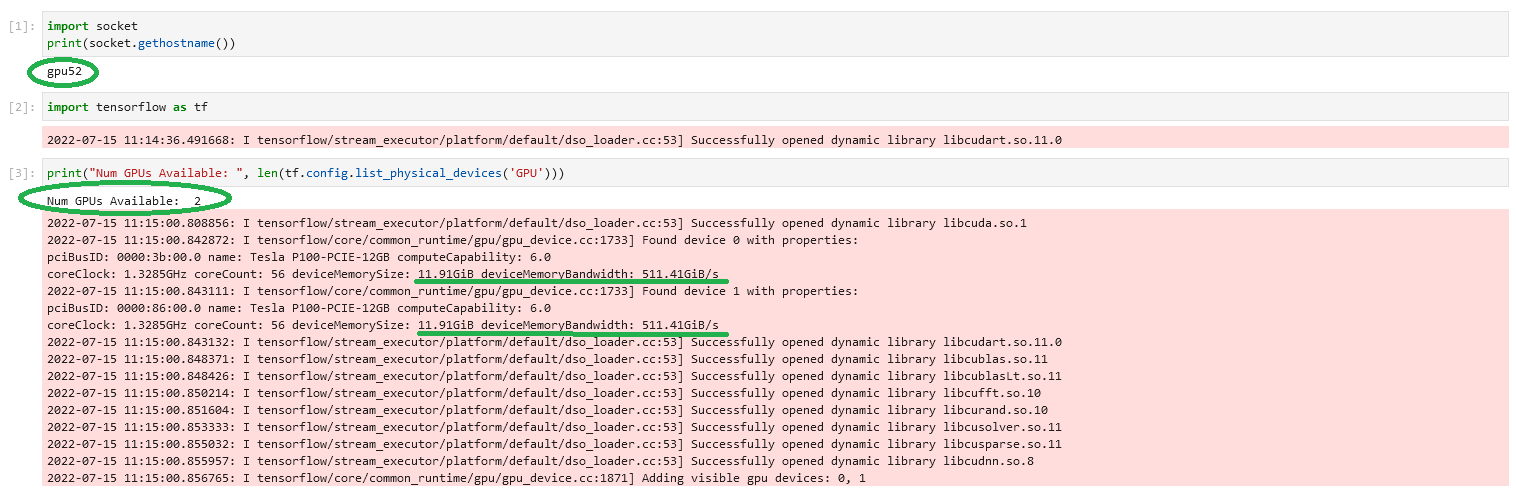 [1]: import socket
print(socket.gethostname())
gpu52
[2]: import tensorflow as tf
2022-07-15 11:14:36.491668: I tensorflow/stream_executor/platform/default/dso_loader.cc:53] Successfully opened dynamic library libcudart.so.11.0
[3]: print("Num GPUs Available: ", len(tf.config.list_physical_devices('GPU')))
Num GPUs Available:  2
2022-07-15 11:15:00.808856: I tensorflow/stream_executor/platform/default/dso_loader.cc:53] Successfully opened dynamic library libcuda.so.1
2022-07-15 11:15:00.842872: I tensorflow/core/common_runtime/gpu/gpu_device.cc:1733] Found device 0 with properties:
pciBusID: 0000:3b:00.0 name: Tesla P100-PCIE-12GB computeCapability: 6.0
coreClock: 1.3285GHz coreCount: 56 deviceMemorySize: 11.91GiB deviceMemoryBandwidth: 511.41GiB/s
2022-07-15 11:15:00.843111: I tensorflow/core/common_runtime/gpu/gpu_device.cc:1733] Found device 1 with properties:
pciBusID: 0000:86:00.0 name: Tesla P100-PCIE-12GB computeCapability: 6.0
coreClock: 1.3285GHz coreCount: 56 deviceMemorySize: 11.91GiB deviceMemoryBandwidth: 511.41GiB/s
2022-07-15 11:15:00.843132: I tensorflow/stream_executor/platform/default/dso_loader.cc:53] Successfully opened dynamic library libcudart.so.11.0
2022-07-15 11:15:00.848371: I tensorflow/stream_executor/platform/default/dso_loader.cc:53] Successfully opened dynamic library libcublas.so.11
2022-07-15 11:15:00.848426: I tensorflow/stream_executor/platform/default/dso_loader.cc:53] Successfully opened dynamic library libcublasLt.so.11
2022-07-15 11:15:00.850214: I tensorflow/stream_executor/platform/default/dso_loader.cc:53] Successfully opened dynamic library libcufft.so.10
2022-07-15 11:15:00.851604: I tensorflow/stream_executor/platform/default/dso_loader.cc:53] Successfully opened dynamic library libcurand.so.10
2022-07-15 11:15:00.853333: I tensorflow/stream_executor/platform/default/dso_loader.cc:53] Successfully opened dynamic library libcusolver.so.11
2022-07-15 11:15:00.855032: I tensorflow/stream_executor/platform/default/dso_loader.cc:53] Successfully opened dynamic library libcusparse.so.11
2022-07-15 11:15:00.855957: I tensorflow/stream_executor/platform/default/dso_loader.cc:53] Successfully opened dynamic library libcudnn.so.8
2022-07-15 11:15:00.856765: I tensorflow/core/common_runtime/gpu/gpu_device.cc:1871] Adding visible gpu devices: 0, 1